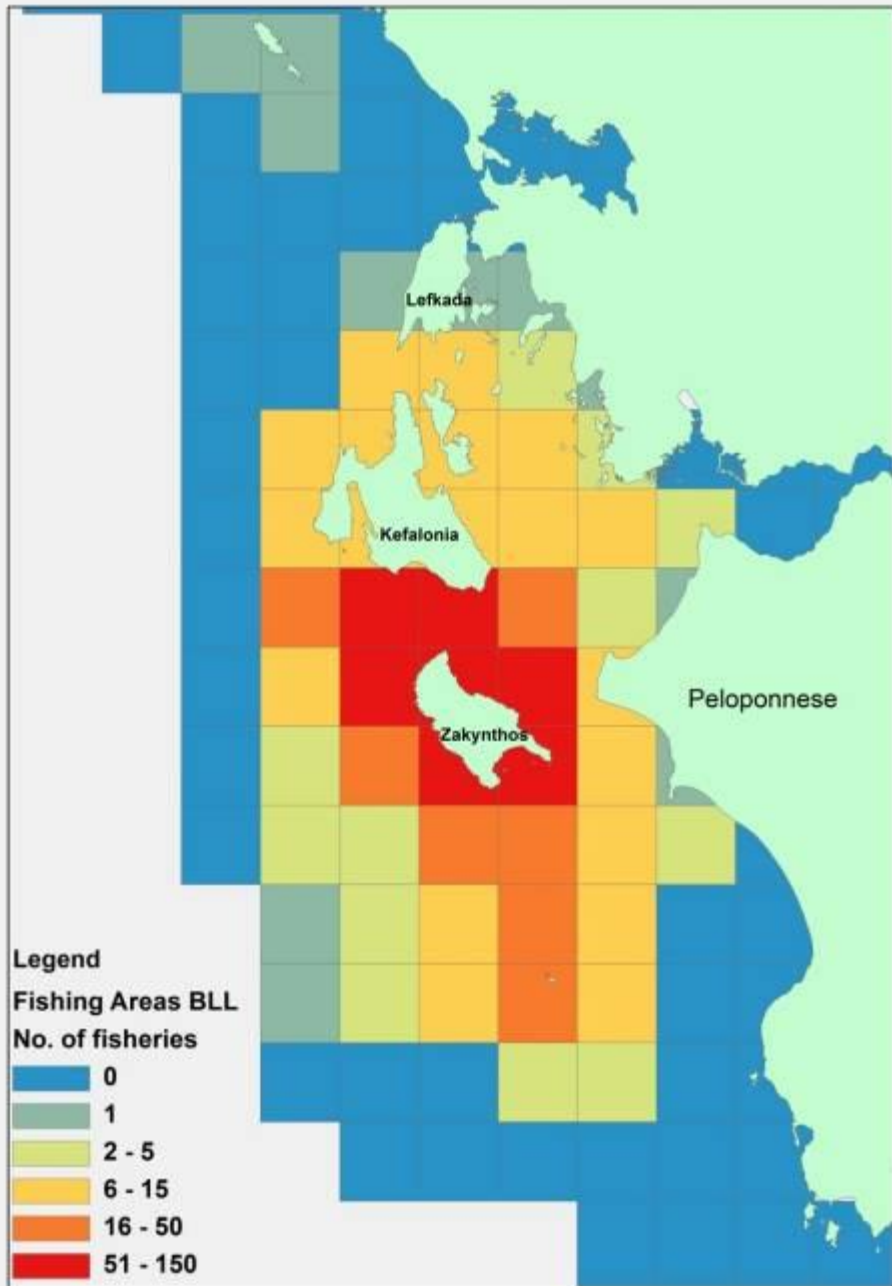 Lefkada
Kefalonia
Peloponnese
Zakynthos
Legend
Fishing Areas BLL
No. of fisheries
0
1
2 - 5
6 - 15
16 - 50
51 - 150